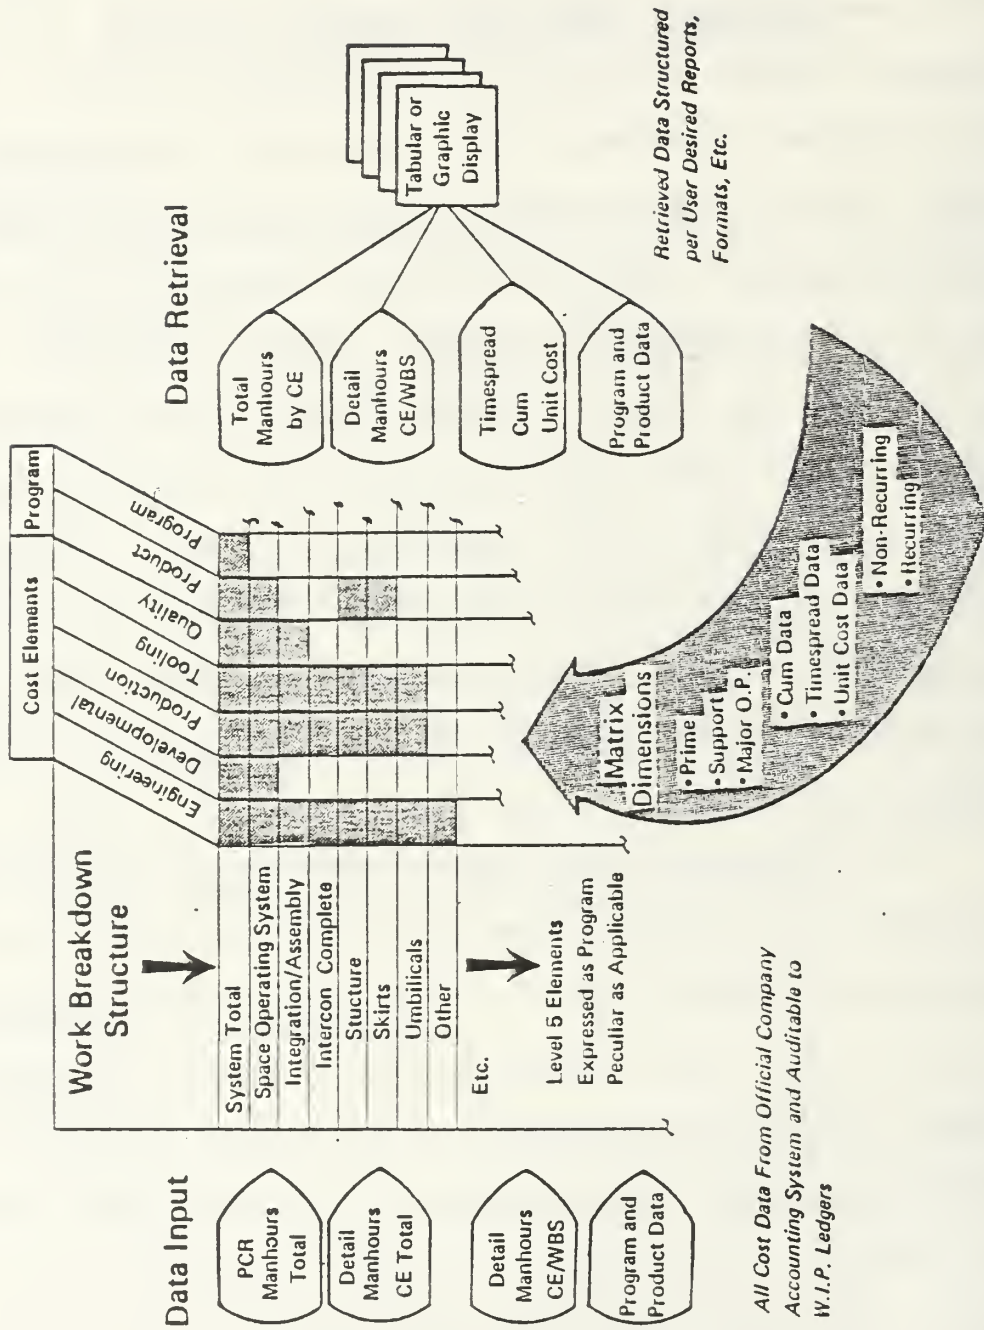 Data Input
PCR
Manhours
Total
Detail
Manhours
CE Total
Detail
Manhours
CE/WBS
Program and
Product Data
All Cost Data From Official Company
Accounting System and Auditable to
W.I.P. Ledgers
Work Breakdown
Structure
System Total
Space Operating System
Integration/Assembly
Intercon Complete
Stucture
Skirts
Umbilicals
Other
Etc.
Level 5 Elements
Expressed as Program
Peculiar as Applicable
Cost Elements
Program
Engineering
Developmental
Production
Tooling
Quality
Product
Program
Matrix
Dimensions
• Prime
• Support
• Major O.P.
• Cum Data
• Timespread Data
• Unit Cost Data
• Non-Recurring
• Recurring
Data Retrieval
Total
Manhours
by CE
Detail
Manhours
CE/WBS
Timespread
Cum
Unit Cost
Program and
Product Data
Tabular or
Graphic
Display
Retrieved Data Structured
per User Desired Reports,
Formats, Etc.